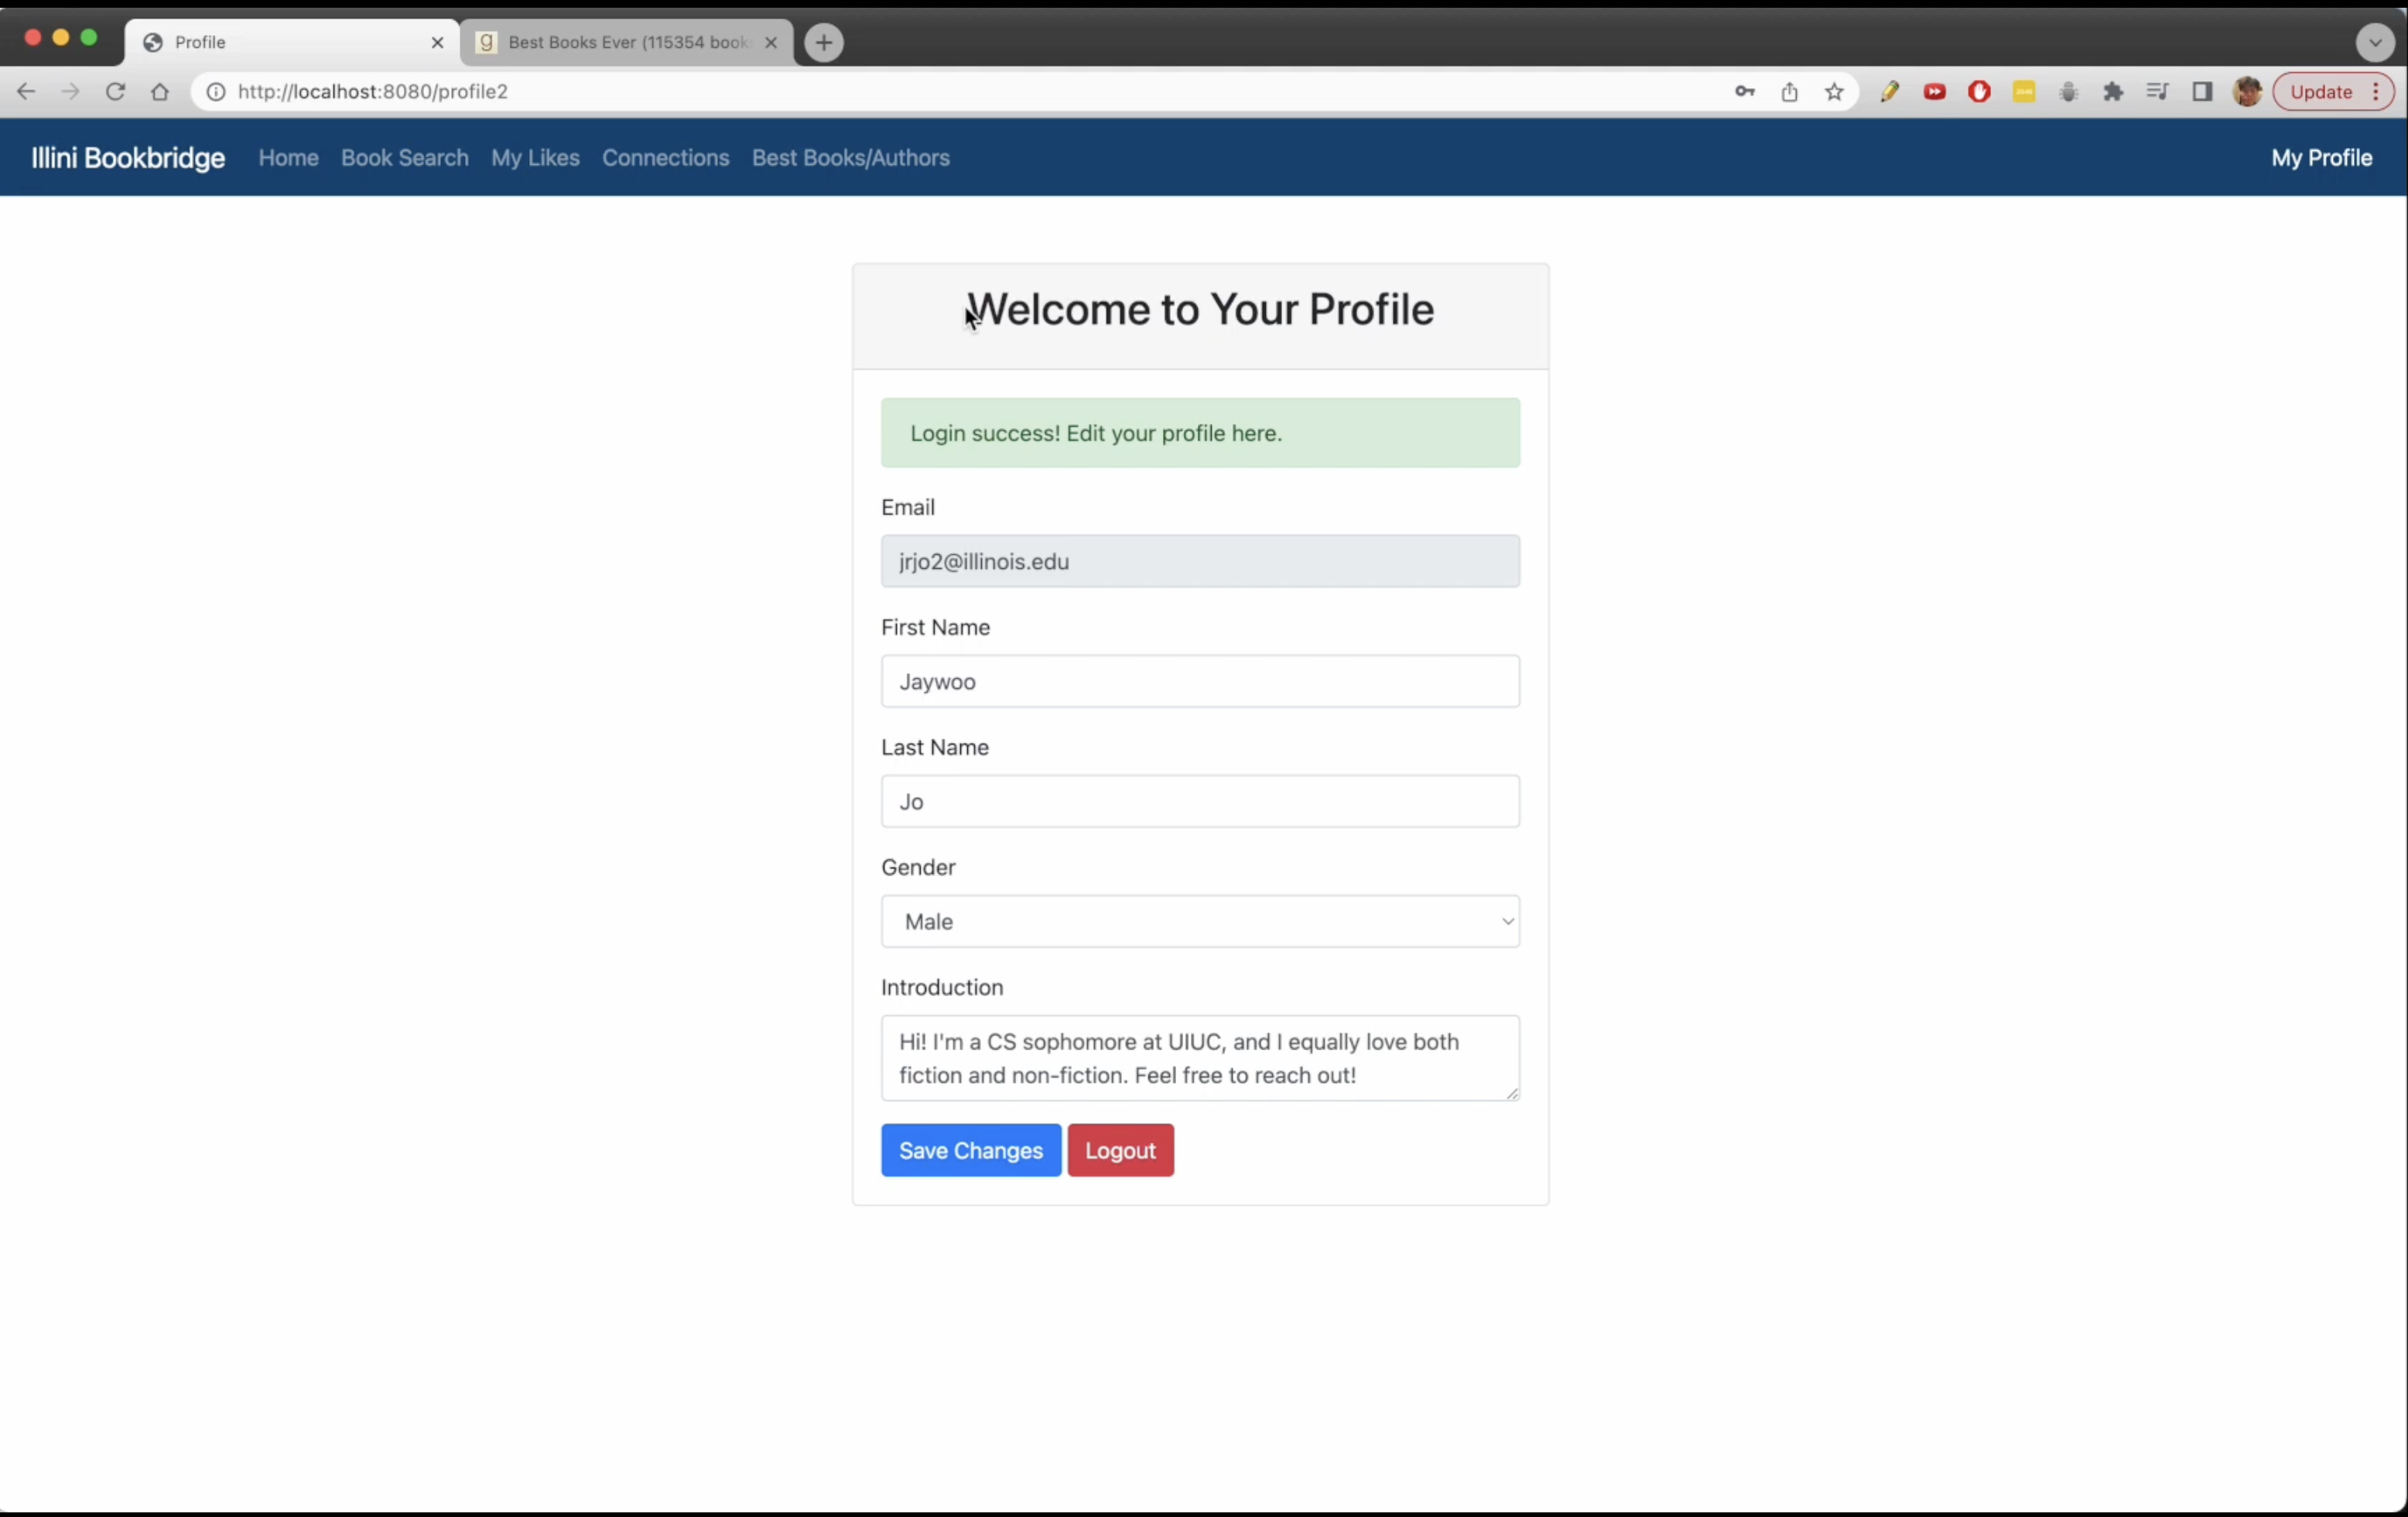 Profile
Best Books Ever (115354 book
http://localhost:8080/profile2
Update
Illini Bookbridge Home Book Search My Likes Connections Best Books/Authors My Profile
Welcome to Your Profile
Login success! Edit your profile here.
Email
jrjo2@illinois.edu
First Name
Jaywoo
Last Name
Jo
Gender
Male
Introduction
Hi! I'm a CS sophomore at UIUC, and I equally love both
fiction and non-fiction. Feel free to reach out!
Save Changes Logout